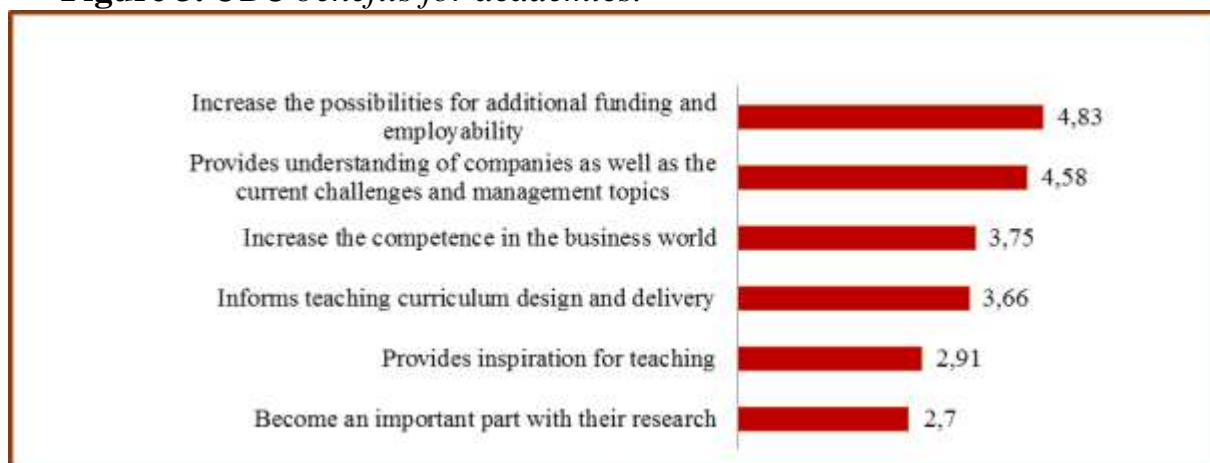 Increase the possibilities for additional funding and
employability
4,83
Provides understanding of companies as well as the
current challenges and management topics
4,58
Increase the competence in the business world
3,75
Informs teaching curriculum design and delivery
3,66
Provides inspiration for teaching
2,91
Become an important part with their research
2,7